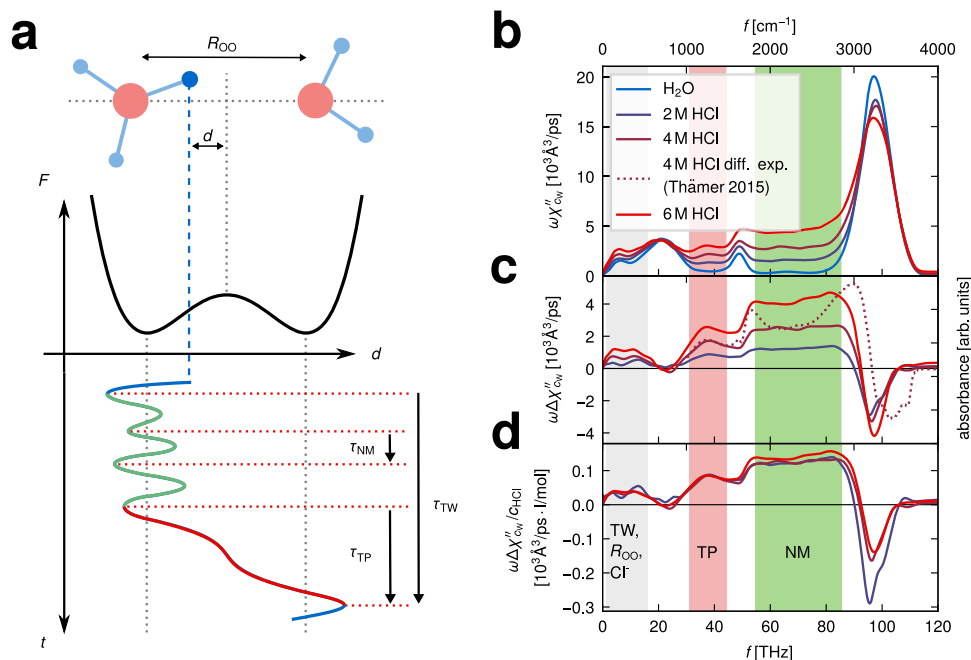 a
R_OO
d
F
d
τ_NM
τ_TW
τ_TP
t
b
f [cm⁻¹]
0 1000 2000 3000 4000
ωχ″_cW [10³Å³/ps]
20
15
10
5
0
H₂O
2 M HCl
4 M HCl
4 M HCl diff. exp.
(Thämer 2015)
6 M HCl
c
ωΔχ″_cW [10³Å³/ps]
4
2
0
−2
−4
absorbance [arb. units]
d
ωΔχ″_cW/c_HCl
[10³Å³/ps · l/mol]
0.1
0.0
−0.1
−0.2
−0.3
TW,
R_OO,
Cl⁻
TP
NM
0 20 40 60 80 100 120
f [THz]